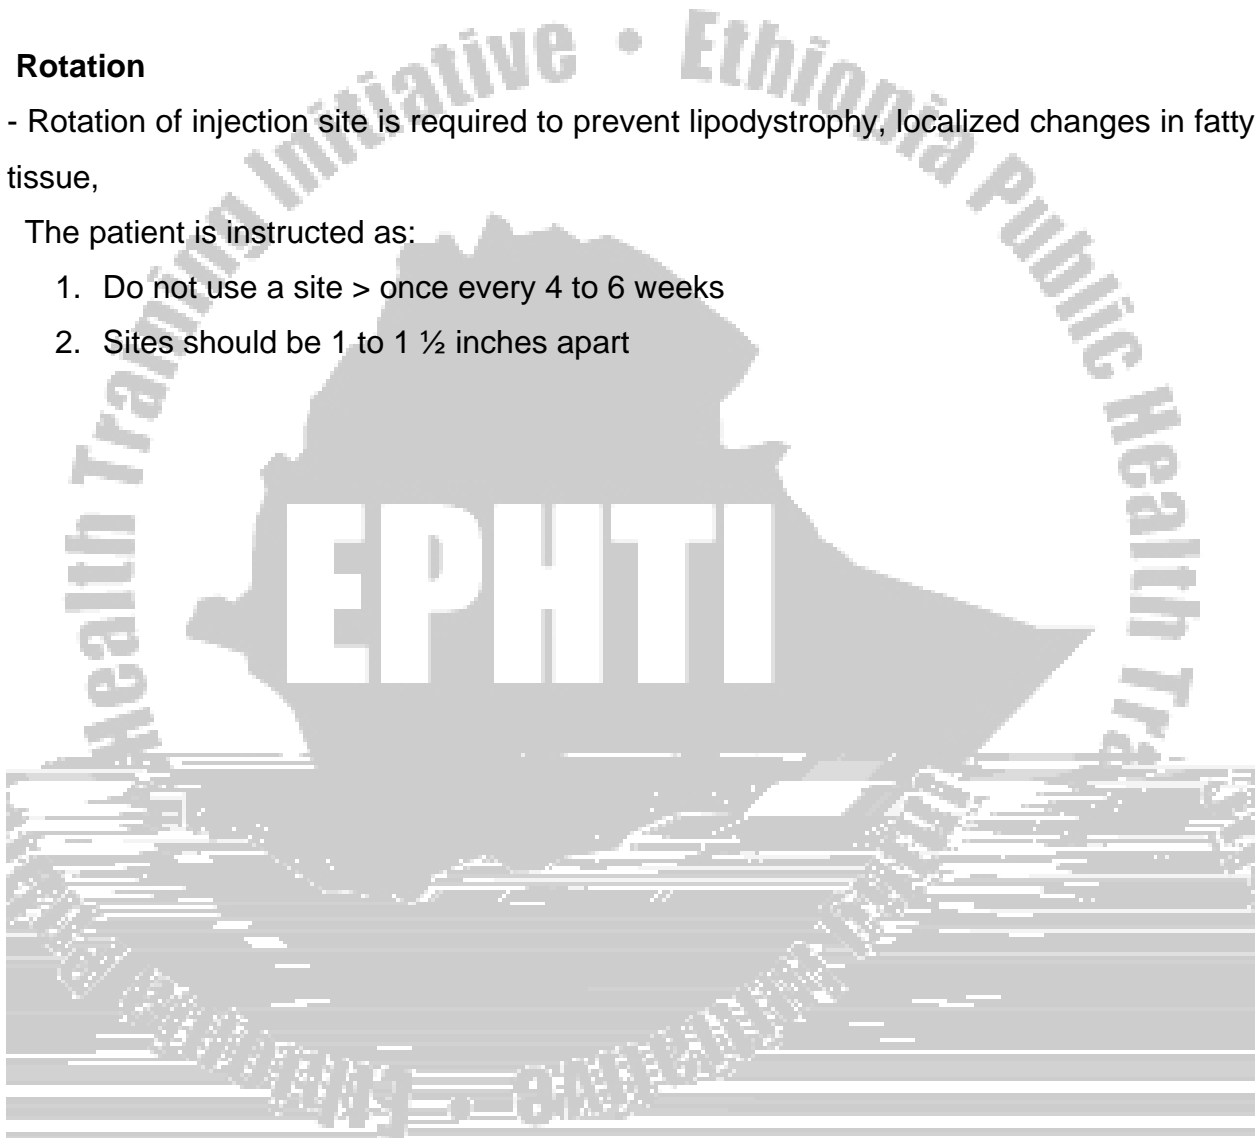 Rotation
- Rotation of injection site is required to prevent lipodystrophy, localized changes in fatty
tissue,
The patient is instructed as:
1. Do not use a site > once every 4 to 6 weeks
2. Sites should be 1 to 1 ½ inches apart
Health Training Initiative • Ethiopia Public Health Tra
EPHTI